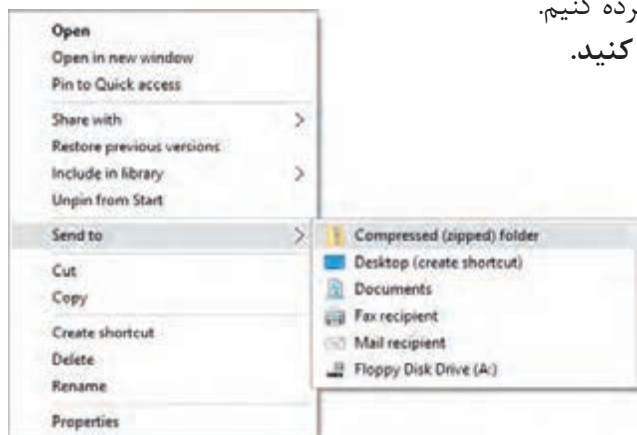 کنیم.
کنید.
Open
Open in new window
Pin to Quick access
Share with
Restore previous versions
Include in library
Unpin from Start
Send to
Cut
Copy
Create shortcut
Delete
Rename
Properties
Compressed (zipped) folder
Desktop (create shortcut)
Documents
Fax recipient
Mail recipient
Floppy Disk Drive (A:)